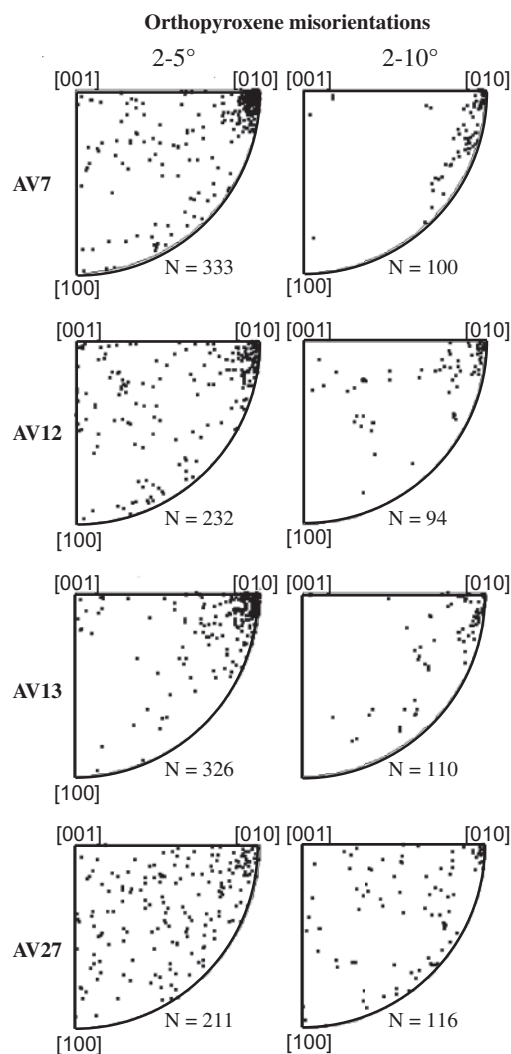 Orthopyroxene misorientations
2-5° 2-10°
[001] [010] [001] [010]
AV7
N = 333 N = 100
[100] [100]
[001] [010] [001] [010]
AV12
N = 232 N = 94
[100] [100]
[001] [010] [001] [010]
AV13
N = 326 N = 110
[100] [100]
[001] [010] [001] [010]
AV27
N = 211 N = 116
[100] [100]